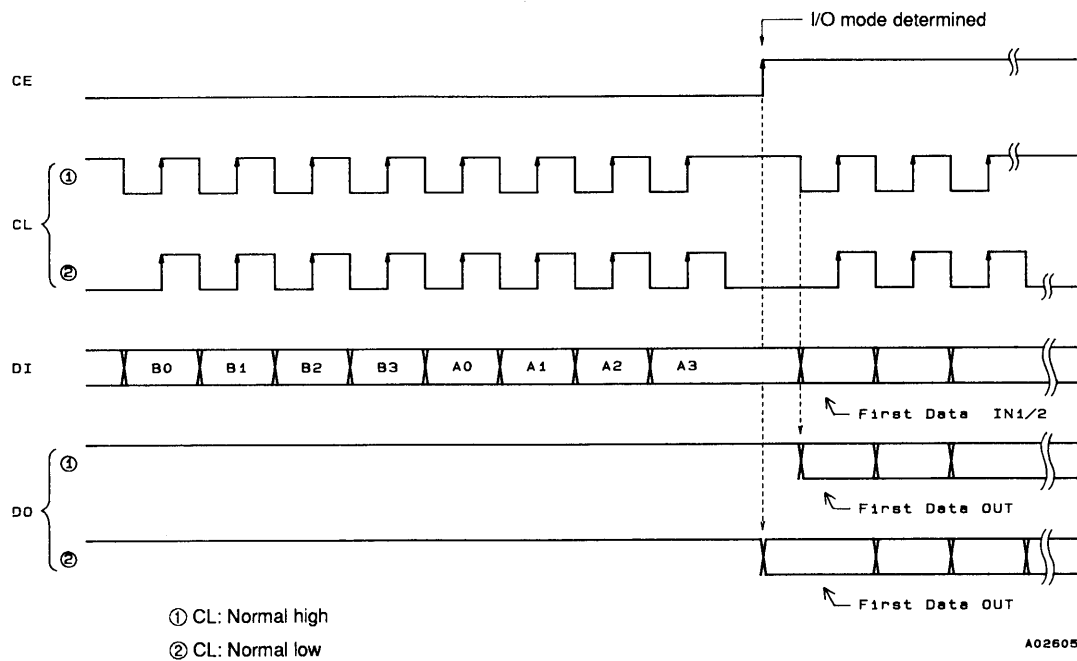 I/O mode determined
CE
CL
①
②
DI
B0 B1 B2 B3 A0 A1 A2 A3
First Data IN1/2
DO
①
First Data OUT
②
First Data OUT
① CL: Normal high
② CL: Normal low
A02605